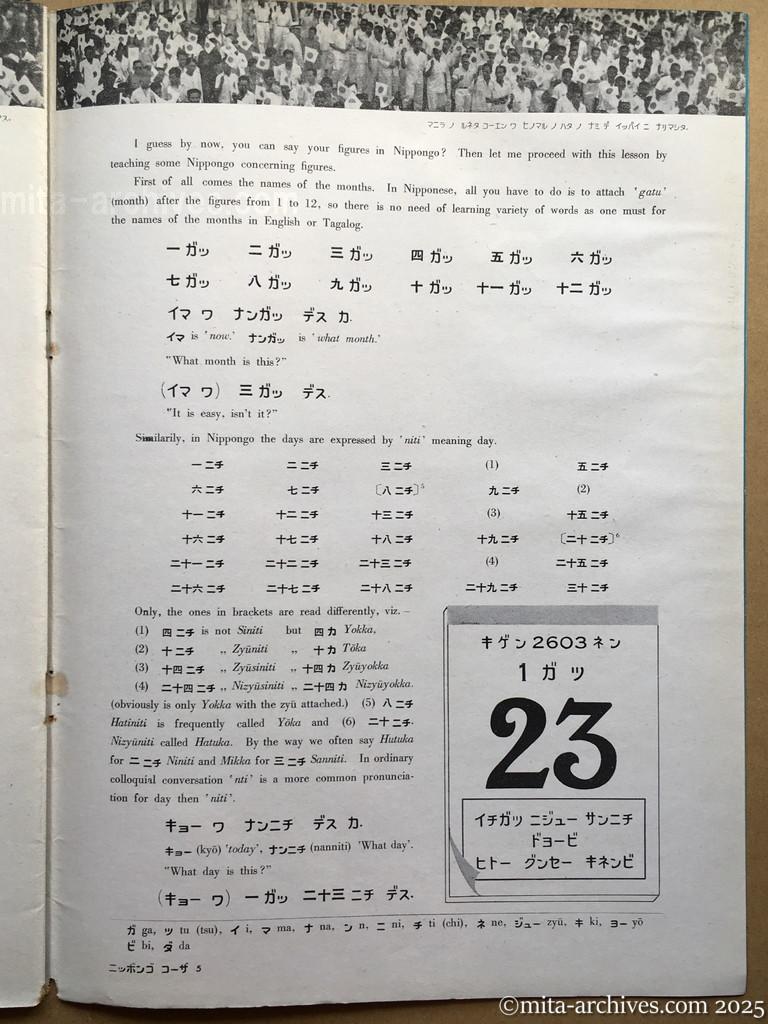 マニラ ノ ルネタ コーエン ワ ヒノマル ノ ハタ ノ ナミ デ イッパイ ニ ナリマシタ.
I guess by now, you can say your figures in Nippongo? Then let me proceed with this lesson by
teaching some Nippongo concerning figures.
First of all comes the names of the months. In Nipponese, all you have to do is to attach 'gatu'
(month) after the figures from 1 to 12, so there is no need of learning variety of words as one must for
the names of the months in English or Tagalog.
一 ガツ 二 ガツ 三 ガツ 四 ガツ 五 ガツ 六 ガツ
七 ガツ 八 ガツ 九 ガツ 十 ガツ 十一 ガツ 十二 ガツ
イマ ワ ナンガツ デス カ.
イマ is 'now.' ナンガツ is 'what month.'
"What month is this?"
(イマ ワ) 三 ガツ デス.
"It is easy, isn't it?"
Similarily, in Nippongo the days are expressed by 'niti' meaning day.
一 ニチ 二 ニチ 三 ニチ (1) 五 ニチ
六 ニチ 七 ニチ 〔八 ニチ〕5 九 ニチ (2)
十一 ニチ 十二 ニチ 十三 ニチ (3) 十五 ニチ
十六 ニチ 十七 ニチ 十八 ニチ 十九 ニチ 〔二十 ニチ〕6
二十一 ニチ 二十二 ニチ 二十三 ニチ (4) 二十五 ニチ
二十六 ニチ 二十七 ニチ 二十八 ニチ 二十九 ニチ 三十 ニチ
Only, the ones in brackets are read differently, viz. —
(1) 四 ニチ is not Siniti but 四 カ Yokka,
(2) 十 ニチ „ Zyūniti „ 十 カ Tōka
(3) 十四 ニチ „ Zyūsiniti „ 十四 カ Zyūyokka
(4) 二十四 ニチ „ Nizyūsiniti „ 二十四 カ Nizyūyokka.
(obviously is only Yokka with the zyū attached.) (5) 八 ニチ
Hatiniti is frequently called Yōka and (6) 二十 ニチ.
Nizyūniti called Hatuka. By the way we often say Hutuka
for 二 ニチ Niniti and Mikka for 三 ニチ Sanniti. In ordinary
colloquial conversation 'nti' is a more common pronuncia-
tion for day then 'niti'.
キョー ワ ナンニチ デス カ.
キョー (kyō) 'today', ナンニチ (nanniti) 'What day'.
"What day is this?"
(キョー ワ) 一 ガツ 二十三 ニチ デス.
キゲン 2603 ネン
1 ガツ
23
イチガツ ニジュー サンニチ
ドヨービ
ヒトー ダンセー キネンビ
ガ ga, ツ tu (tsu), イ i, マ ma, ナ na, ン n, ニ ni, チ ti (chi), ネ ne, ジュー zyū, キ ki, ヨー yō
ビ bi, ダ da
ニッポンゴ コーザ 5
mita-archives.com
©mita-archives.com 2025